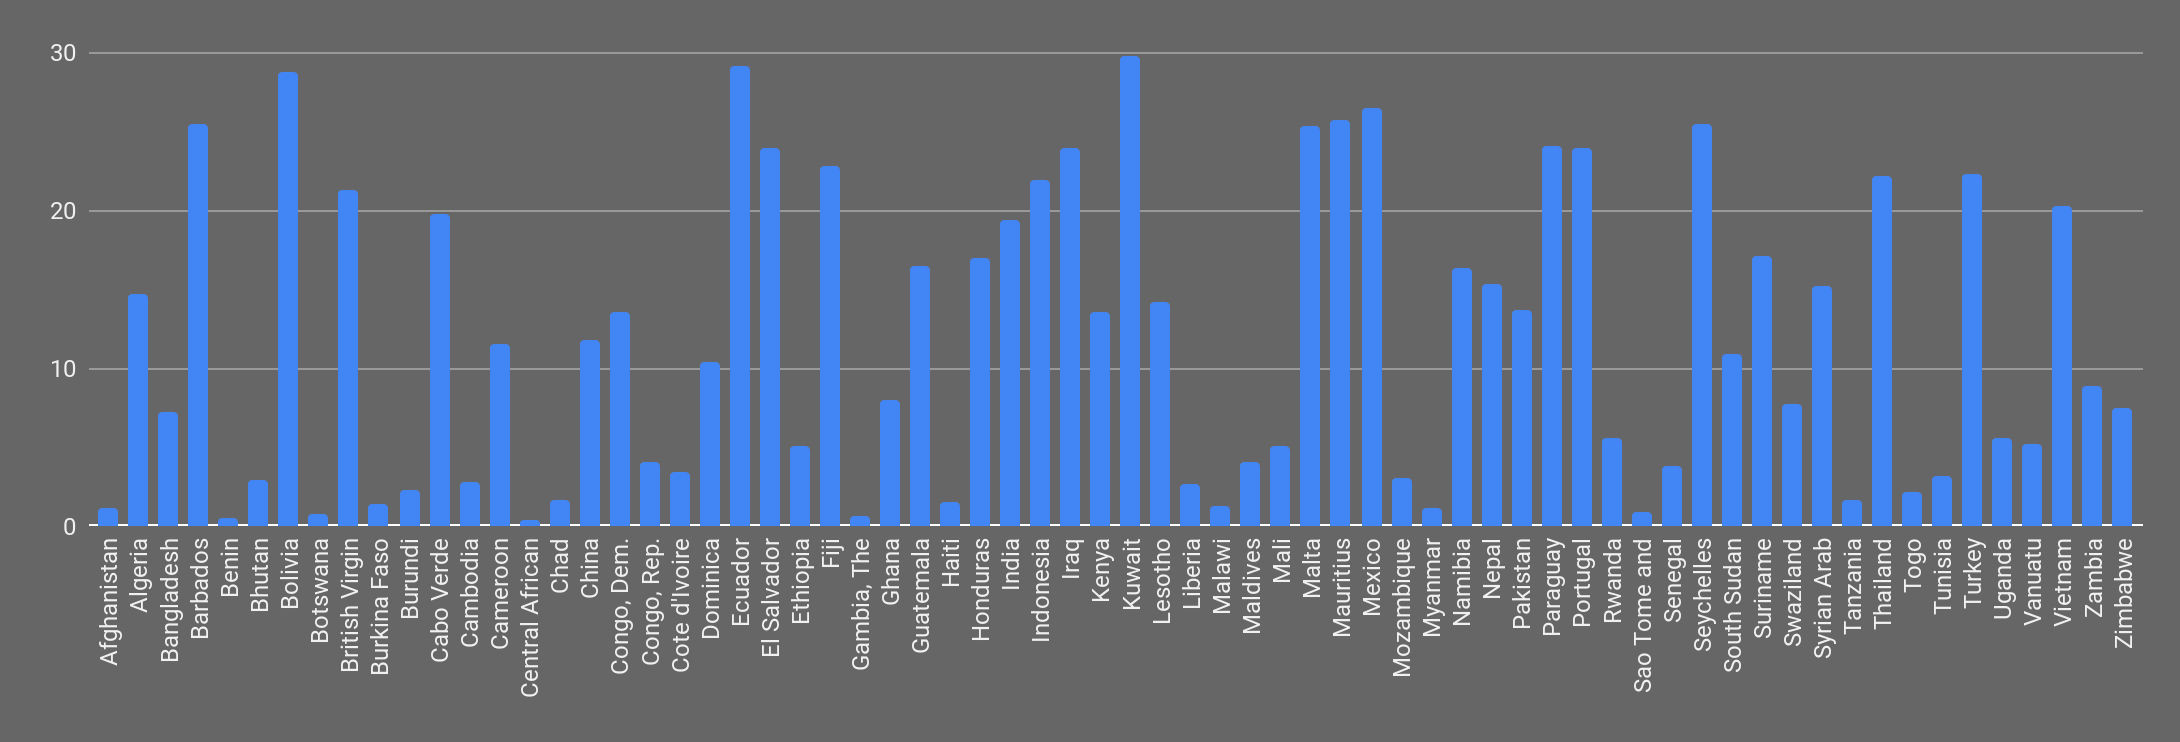 30
20
10
0
Afghanistan
Algeria
Bangladesh
Barbados
Benin
Bhutan
Bolivia
Botswana
British Virgin
Burkina Faso
Burundi
Cabo Verde
Cambodia
Cameroon
Central African
Chad
China
Congo, Dem.
Congo, Rep.
Cote d'Ivoire
Dominica
Ecuador
El Salvador
Ethiopia
Fiji
Gambia, The
Ghana
Guatemala
Haiti
Honduras
India
Indonesia
Iraq
Kenya
Kuwait
Lesotho
Liberia
Malawi
Maldives
Mali
Malta
Mauritius
Mexico
Mozambique
Myanmar
Namibia
Nepal
Pakistan
Paraguay
Portugal
Rwanda
Sao Tome and
Senegal
Seychelles
South Sudan
Suriname
Swaziland
Syrian Arab
Tanzania
Thailand
Togo
Tunisia
Turkey
Uganda
Vanuatu
Vietnam
Zambia
Zimbabwe